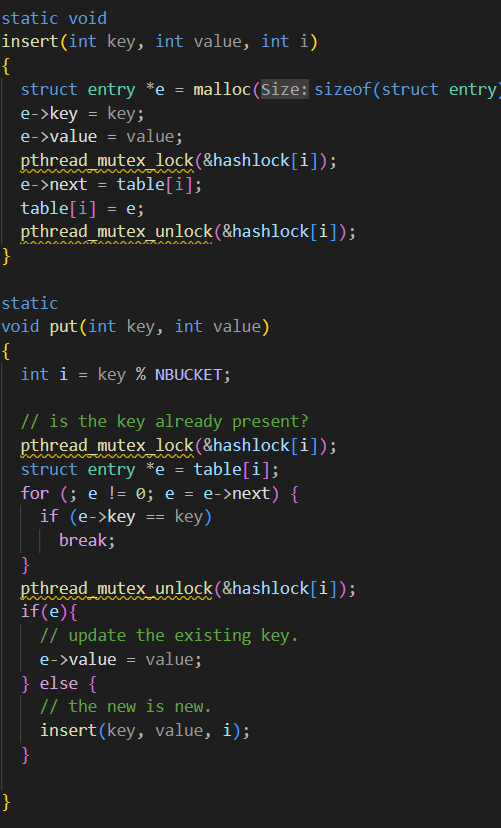 static void
insert(int key, int value, int i)
{
  struct entry *e = malloc(Size: sizeof(struct entry)
  e->key = key;
  e->value = value;
  pthread_mutex_lock(&hashlock[i]);
  e->next = table[i];
  table[i] = e;
  pthread_mutex_unlock(&hashlock[i]);
}

static
void put(int key, int value)
{
  int i = key % NBUCKET;

  // is the key already present?
  pthread_mutex_lock(&hashlock[i]);
  struct entry *e = table[i];
  for (; e != 0; e = e->next) {
    if (e->key == key)
      break;
  }
  pthread_mutex_unlock(&hashlock[i]);
  if(e){
    // update the existing key.
    e->value = value;
  } else {
    // the new is new.
    insert(key, value, i);
  }

}